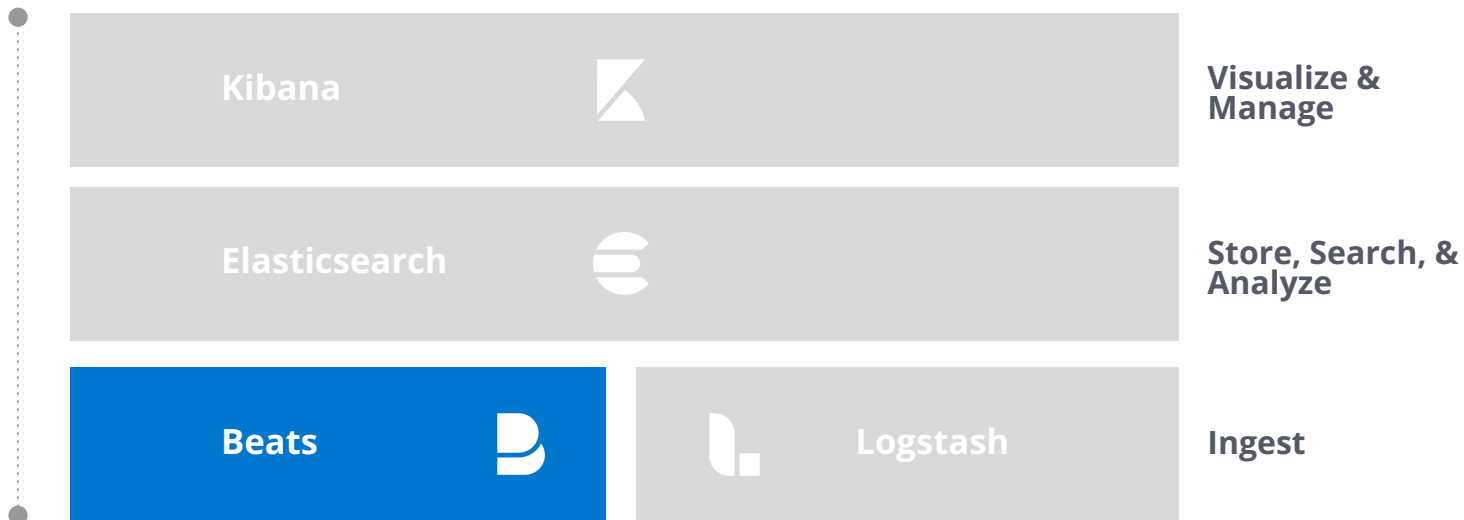 Kibana
Visualize &
Manage
Elasticsearch
Store, Search, &
Analyze
Beats
Logstash
Ingest